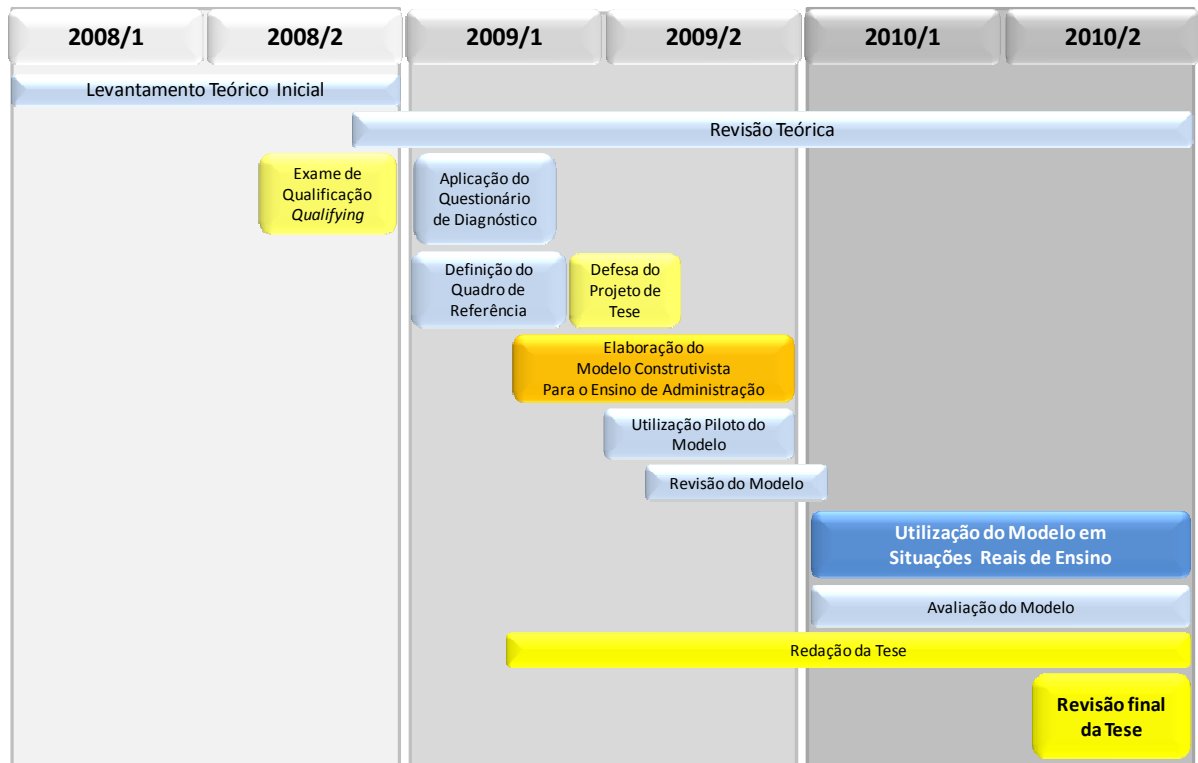 2008/1 2008/2 2009/1 2009/2 2010/1 2010/2
Levantamento Teórico Inicial
Revisão Teórica
Exame de
Qualificação
Qualifying
Aplicação do
Questionário
de Diagnóstico
Definição do
Quadro de
Referência
Defesa do
Projeto de
Tese
Elaboração do
Modelo Construtivista
Para o Ensino de Administração
Utilização Piloto do
Modelo
Revisão do Modelo
Utilização do Modelo em
Situações Reais de Ensino
Avaliação do Modelo
Redação da Tese
Revisão final
da Tese